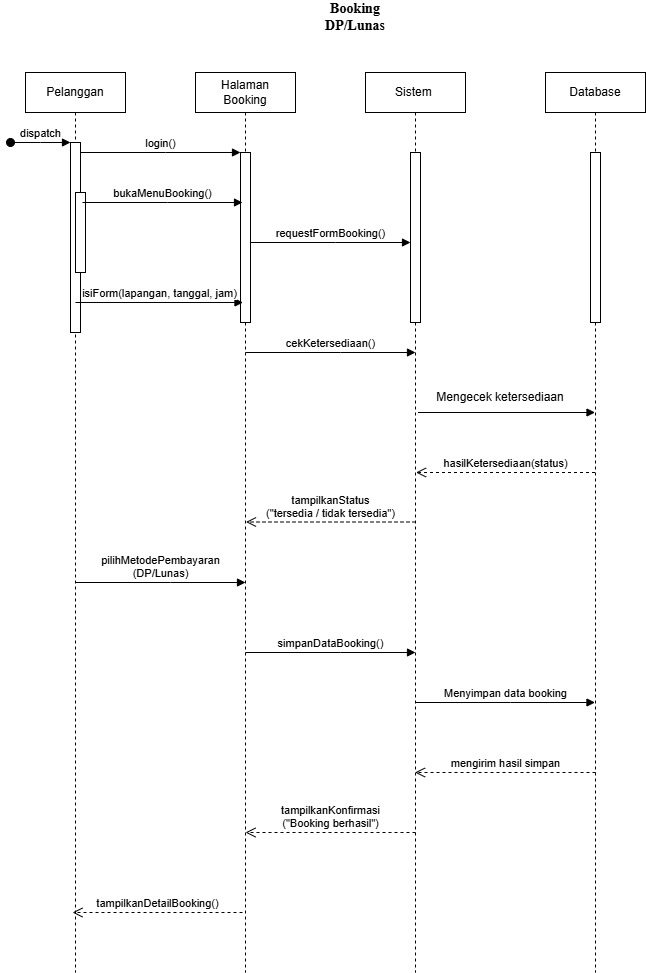 Booking
DP/Lunas
Pelanggan
Halaman
Booking
Sistem
Database
dispatch
login()
bukaMenuBooking()
requestFormBooking()
isiForm(lapangan, tanggal, jam)
cekKetersediaan()
Mengecek ketersediaan
hasilKetersediaan(status)
tampilkanStatus
("tersedia / tidak tersedia")
pilihMetodePembayaran
(DP/Lunas)
simpanDataBooking()
Menyimpan data booking
mengirim hasil simpan
tampilkanKonfirmasi
("Booking berhasil")
tampilkanDetailBooking()